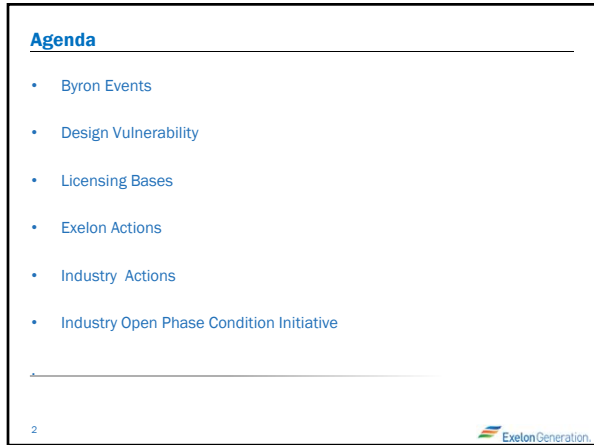 Agenda
• Byron Events
• Design Vulnerability
• Licensing Bases
• Exelon Actions
• Industry Actions
• Industry Open Phase Condition Initiative
.
2
Exelon Generation.